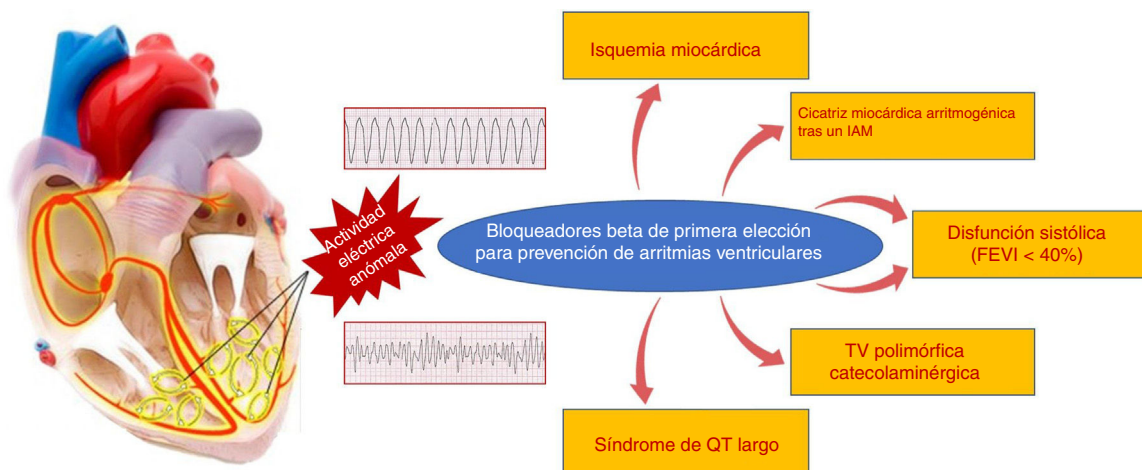 Isquemia miocárdica
Cicatriz miocárdica arritmogénica
tras un IAM
Actividad
eléctrica
anómala
Bloqueadores beta de primera elección
para prevención de arritmias ventriculares
Disfunción sistólica
(FEVI < 40%)
TV polimórfica
catecolaminérgica
Síndrome de QT largo